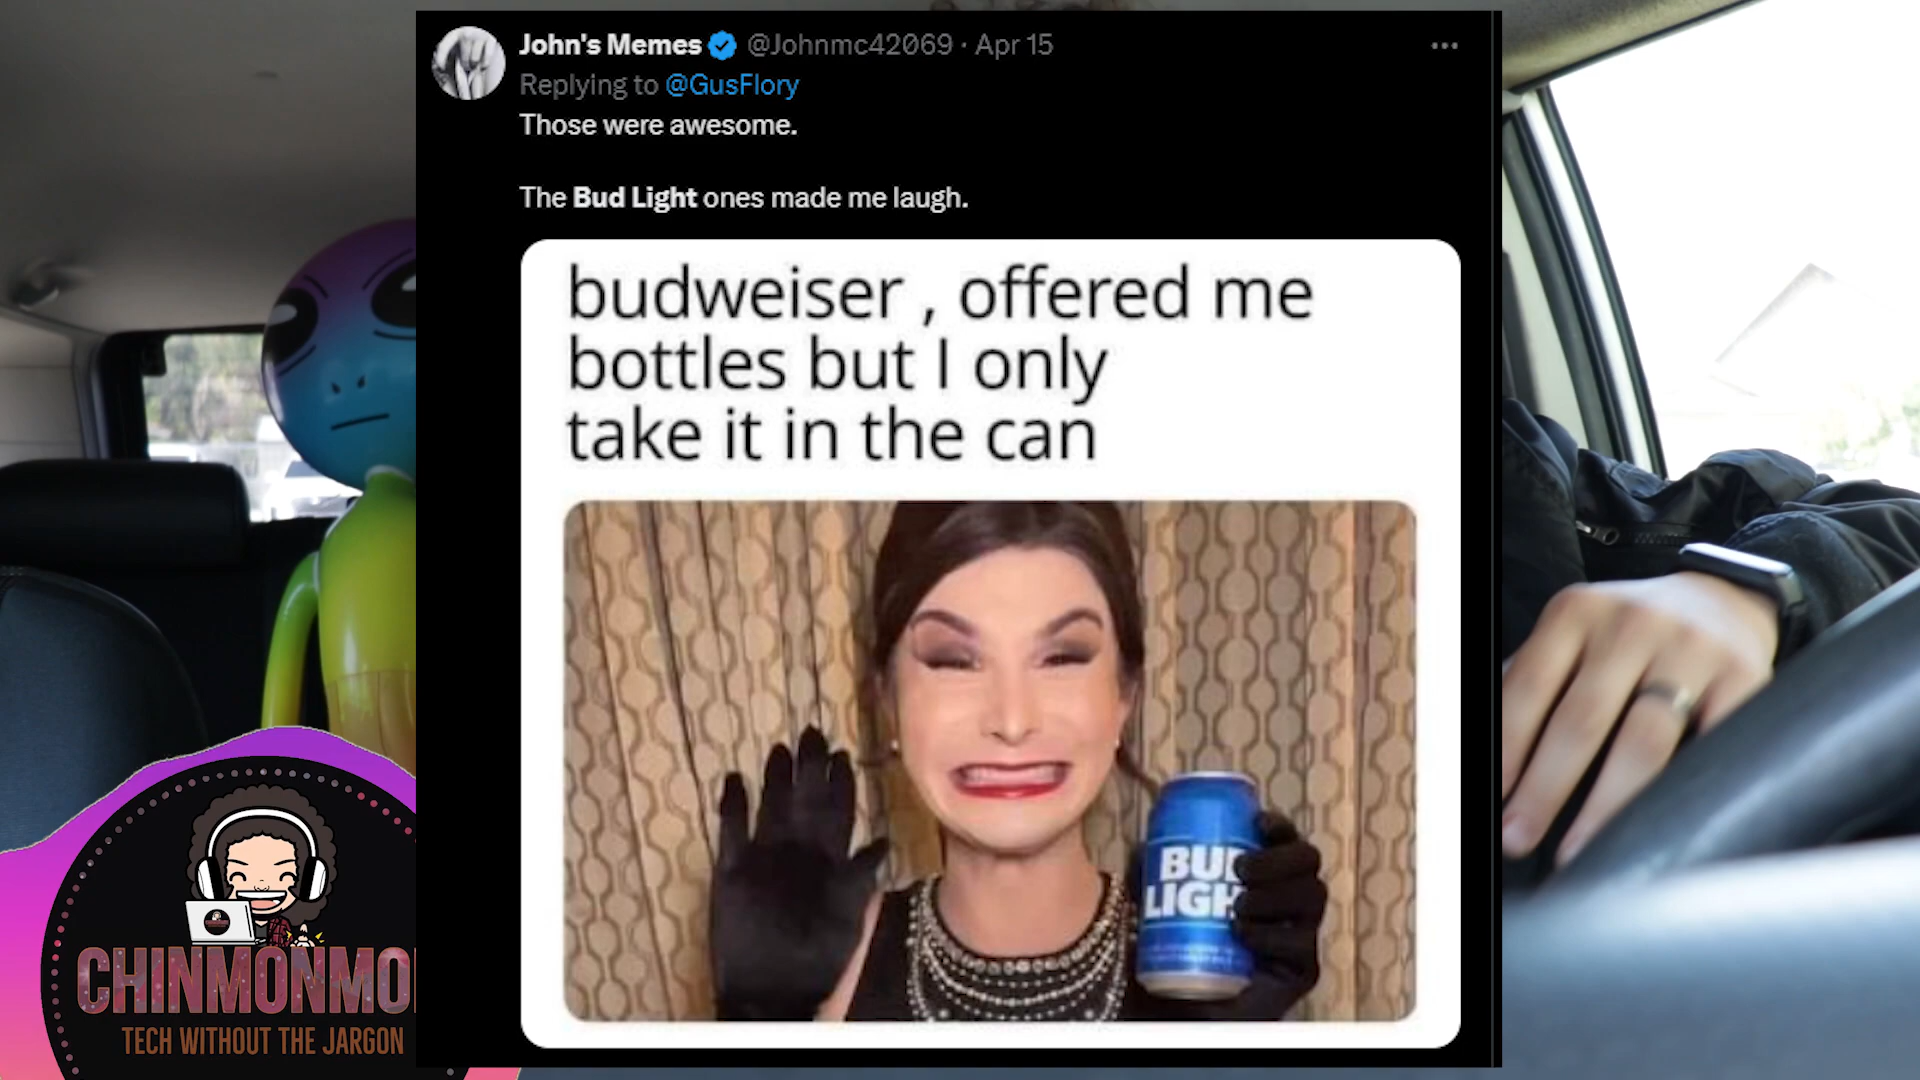 John's Memes @Johnmc42069 · Apr 15
Replying to @GusFlory
Those were awesome.
The Bud Light ones made me laugh.
budweiser , offered me
bottles but I only
take it in the can
BUD
LIGH
CHINMONMO
TECH WITHOUT THE JARGON